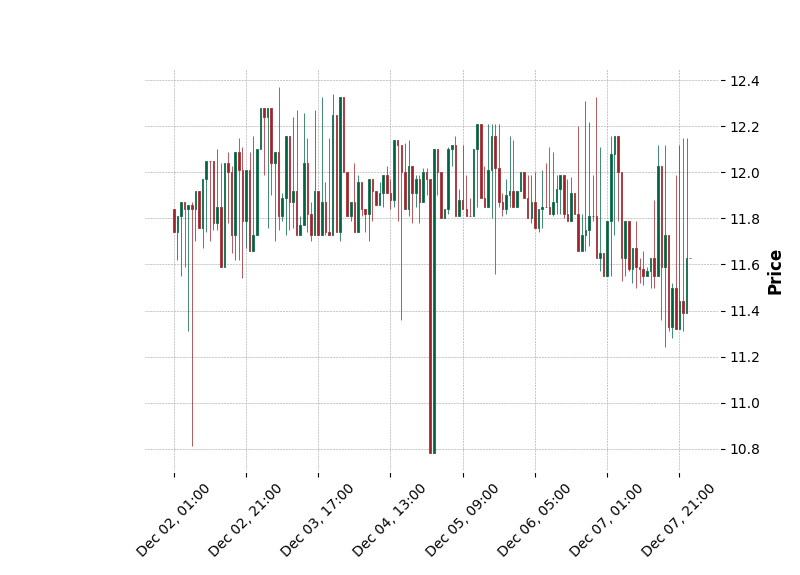 12.4
12.2
12.0
11.8
11.6
11.4
11.2
11.0
10.8
Price
Dec 02, 01:00
Dec 02, 21:00
Dec 03, 17:00
Dec 04, 13:00
Dec 05, 09:00
Dec 06, 05:00
Dec 07, 01:00
Dec 07, 21:00